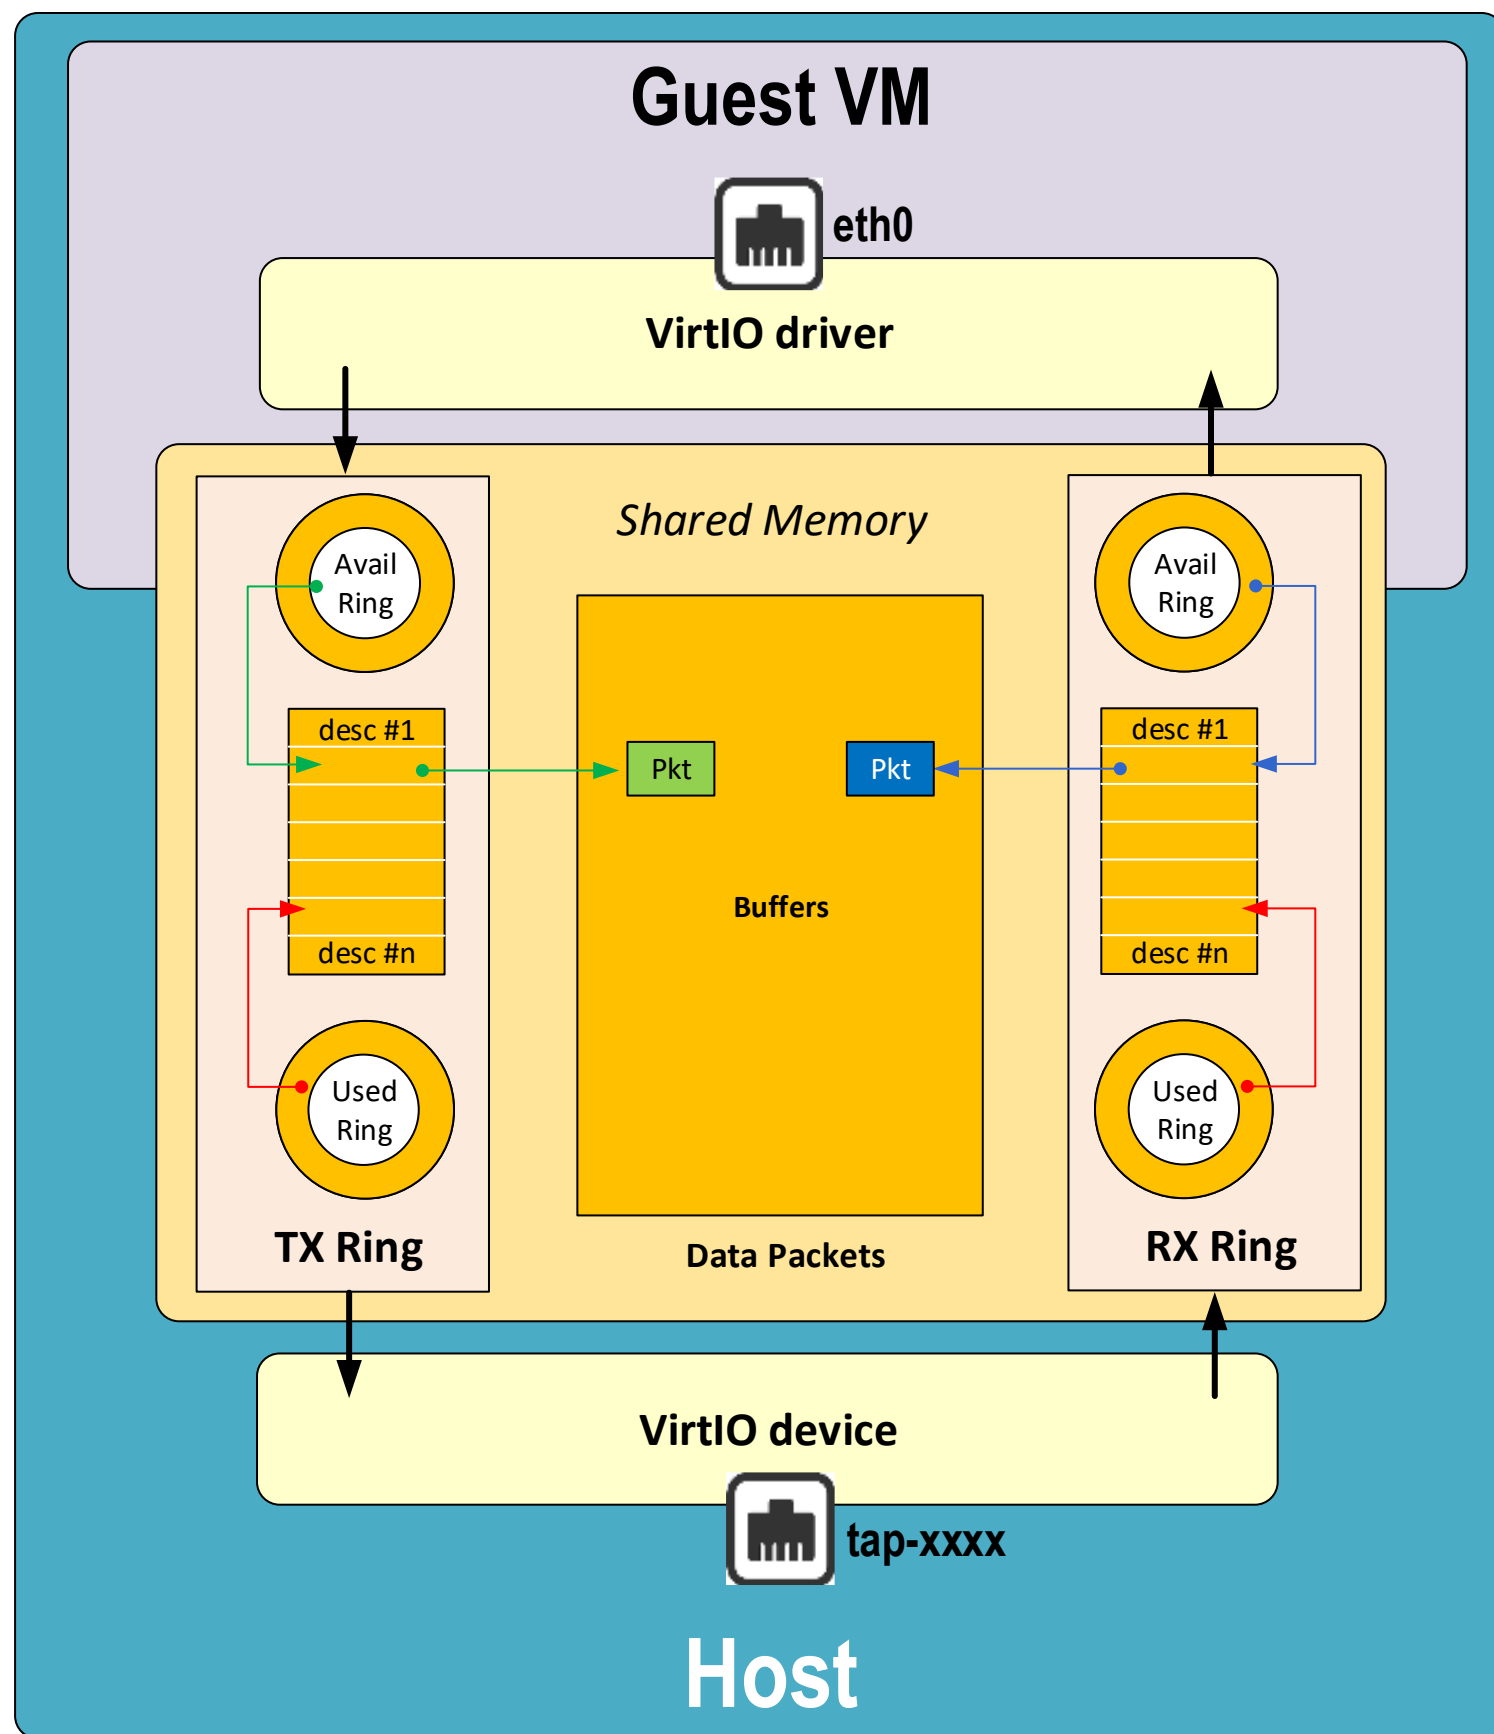 Guest VM
eth0
VirtIO driver
Shared Memory
Avail
Ring
Avail
Ring
desc #1
desc #1
Pkt
Pkt
Buffers
desc #n
desc #n
Used
Ring
Used
Ring
TX Ring
Data Packets
RX Ring
VirtIO device
tap-xxxx
Host